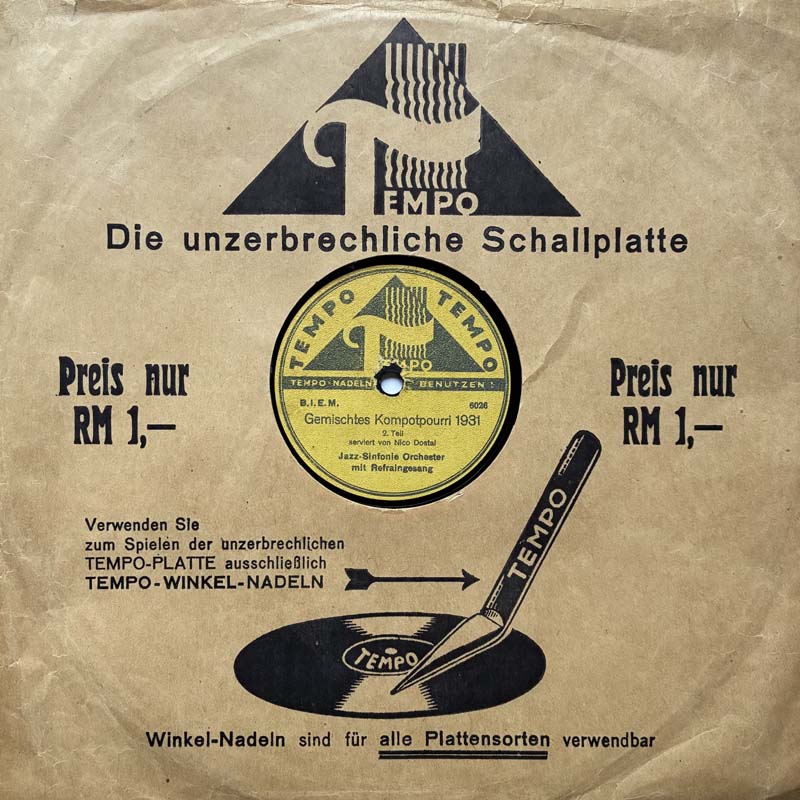 TEMPO
Die unzerbrechliche Schallplatte
TEMPO TEMPO
TEMPO
TEMPO-NADELN BENUTZEN!
B.I.E.M. 6026
Gemischtes Kompotpourri 1931
2. Teil
serviert von Nico Dostal
Jazz-Sinfonie Orchester
mit Refraingesang
Preis nur
RM 1,—
Preis nur
RM 1,—
Verwenden Sie
zum Spielen der unzerbrechlichen
TEMPO-PLATTE ausschließlich
TEMPO-WINKEL-NADELN
TEMPO
TEMPO
Winkel-Nadeln sind für alle Plattensorten verwendbar